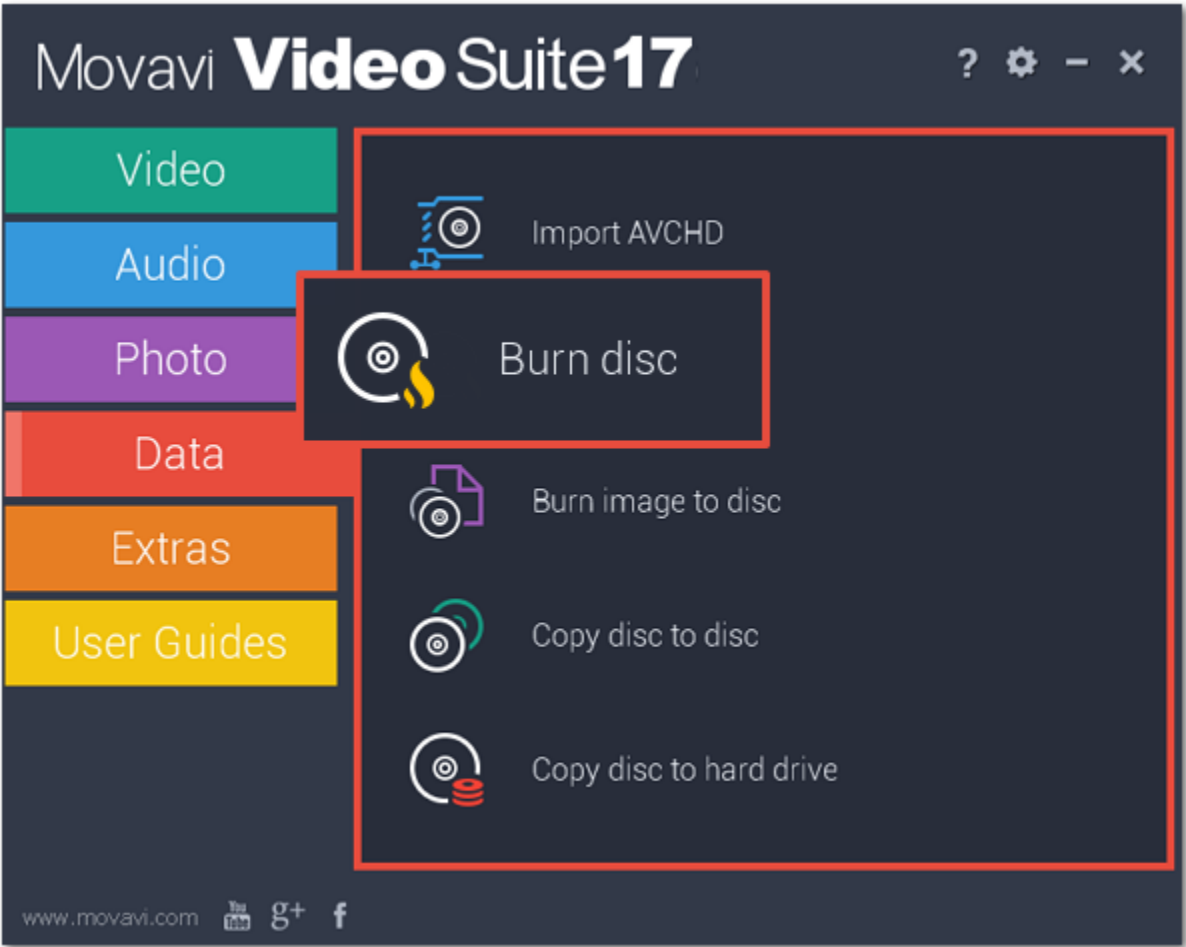 Movavi Video Suite 17
?
Video
Audio
Photo
Data
Extras
User Guides
Import AVCHD
Burn disc
Burn image to disc
Copy disc to disc
Copy disc to hard drive
www.movavi.com You Tube g+ f